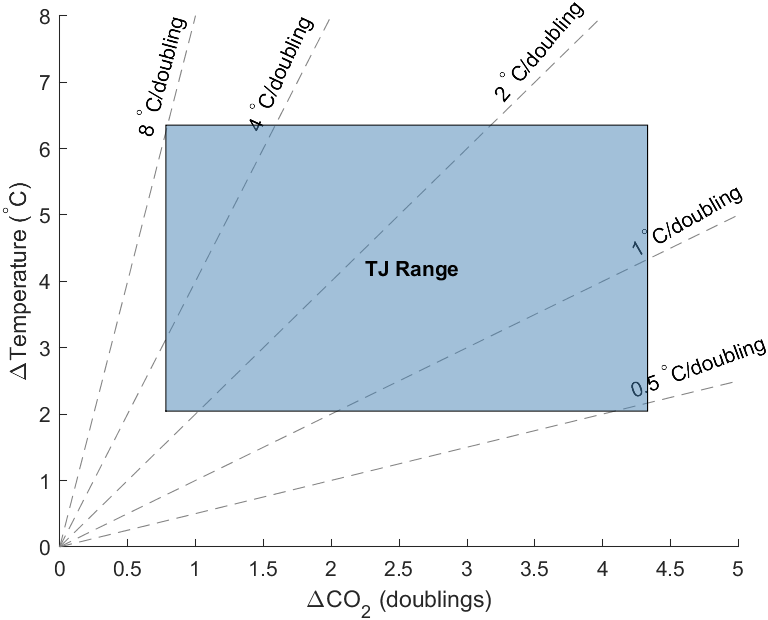 8
7
6
5
4
3
2
1
0
ΔTemperature (°C)
8 °C/doubling
4 °C/doubling
2 °C/doubling
1 °C/doubling
0.5 °C/doubling
TJ Range
0 0.5 1 1.5 2 2.5 3 3.5 4 4.5 5
ΔCO₂ (doublings)